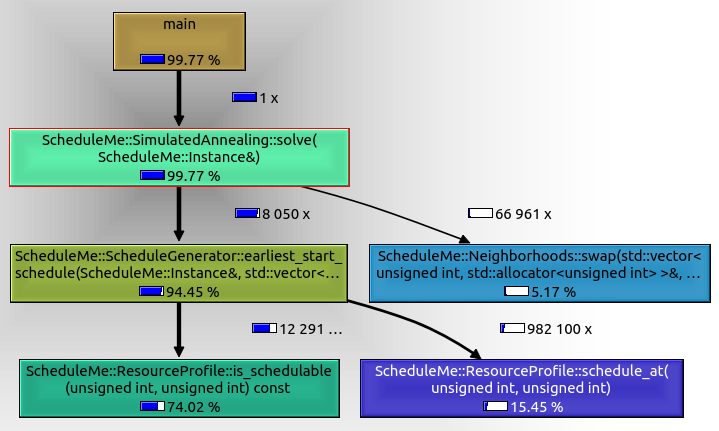 main
99.77 %
1 x
ScheduleMe::SimulatedAnnealing::solve(
ScheduleMe::Instance&)
99.77 %
8 050 x
66 961 x
ScheduleMe::ScheduleGenerator::earliest_start_
schedule(ScheduleMe::Instance&, std::vector<...
94.45 %
ScheduleMe::Neighborhoods::swap(std::vector<
unsigned int, std::allocator<unsigned int> >&, ...
5.17 %
12 291 ...
982 100 x
ScheduleMe::ResourceProfile::is_schedulable
(unsigned int, unsigned int) const
74.02 %
ScheduleMe::ResourceProfile::schedule_at(
unsigned int, unsigned int)
15.45 %